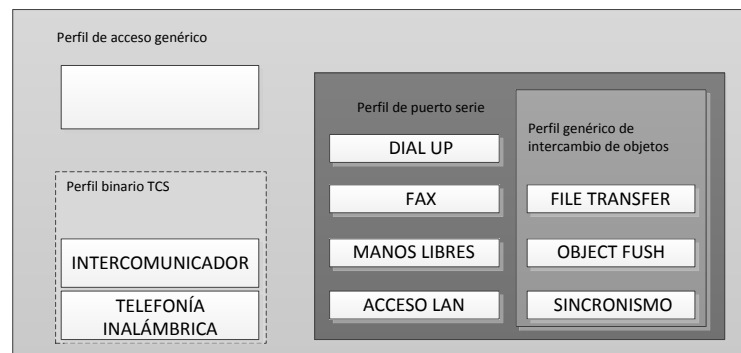 Perfil de acceso genérico
Perfil binario TCS
INTERCOMUNICADOR
TELEFONÍA
INALÁMBRICA
Perfil de puerto serie
DIAL UP
FAX
MANOS LIBRES
ACCESO LAN
Perfil genérico de
intercambio de objetos
FILE TRANSFER
OBJECT FUSH
SINCRONISMO